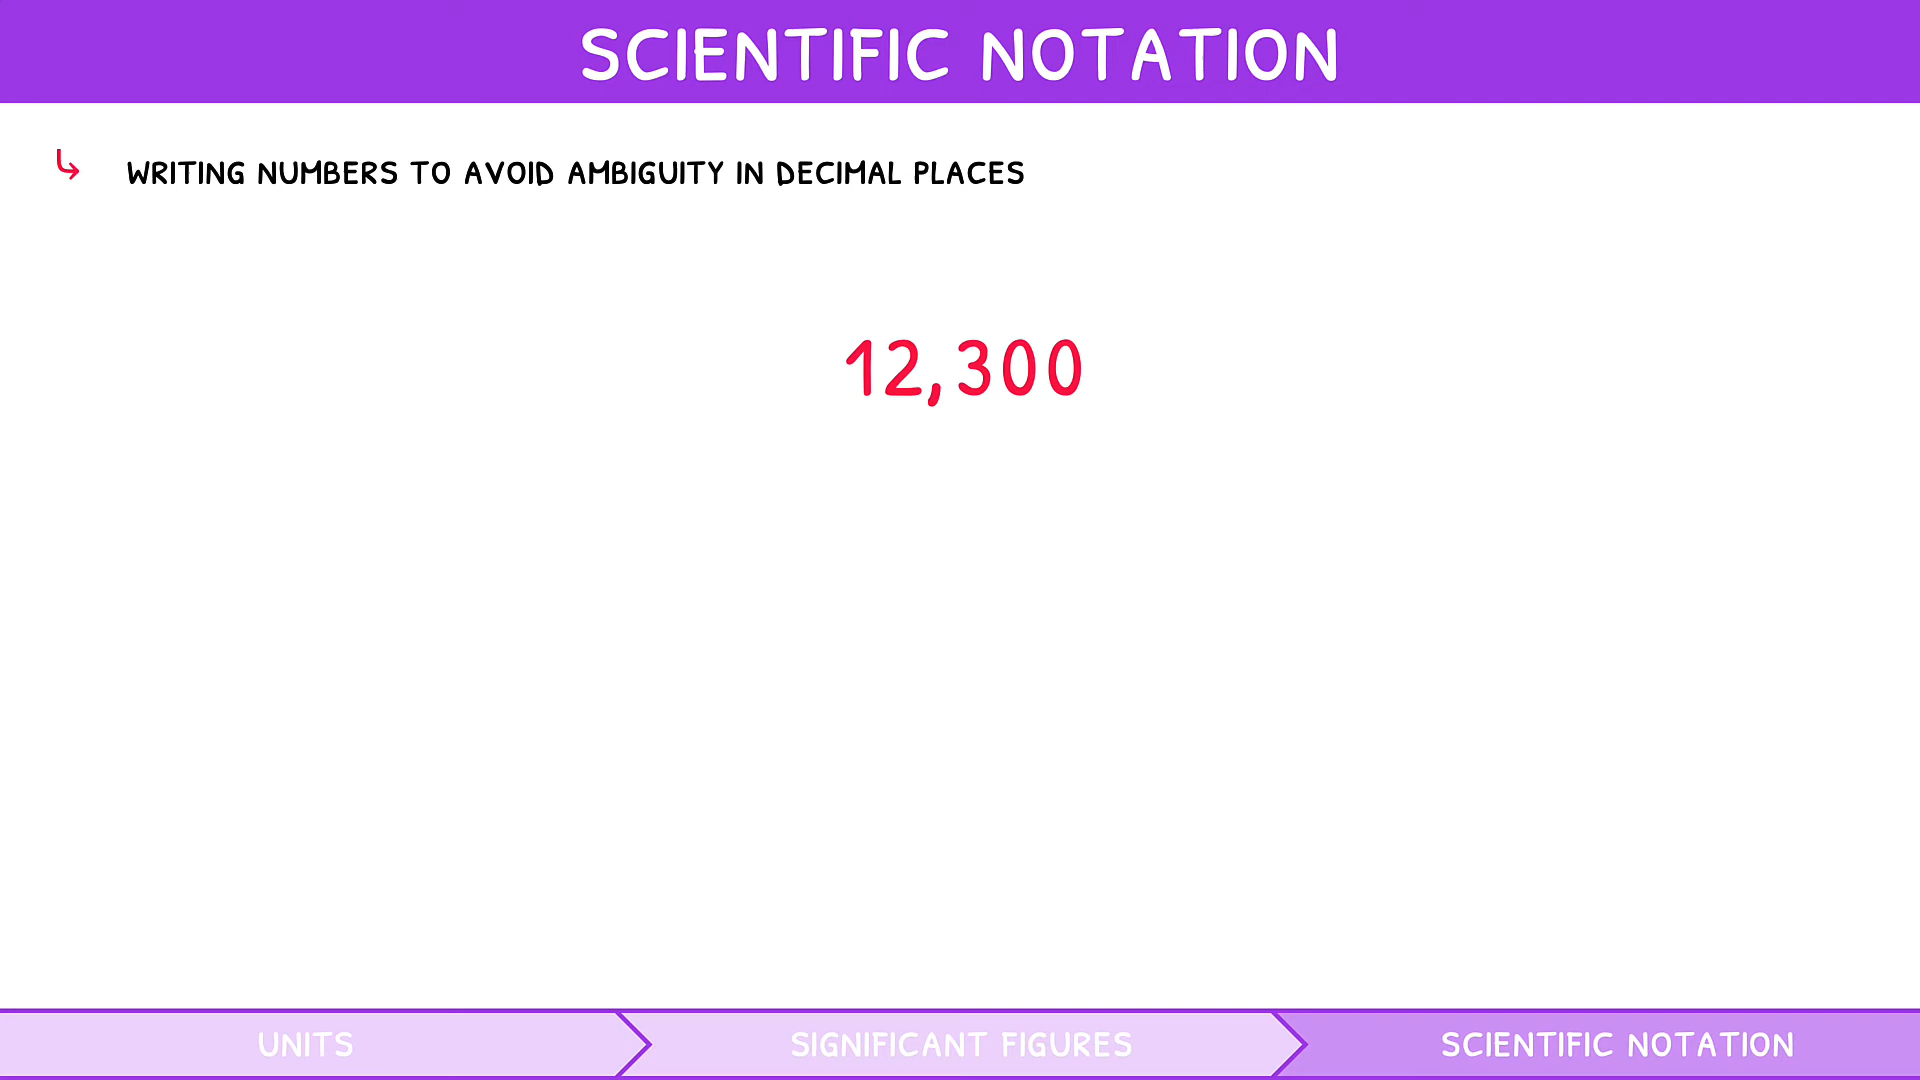 SCIENTIFIC NOTATION
WRITING NUMBERS TO AVOID AMBIGUITY IN DECIMAL PLACES
12,300
UNITS
SIGNIFICANT FIGURES
SCIENTIFIC NOTATION